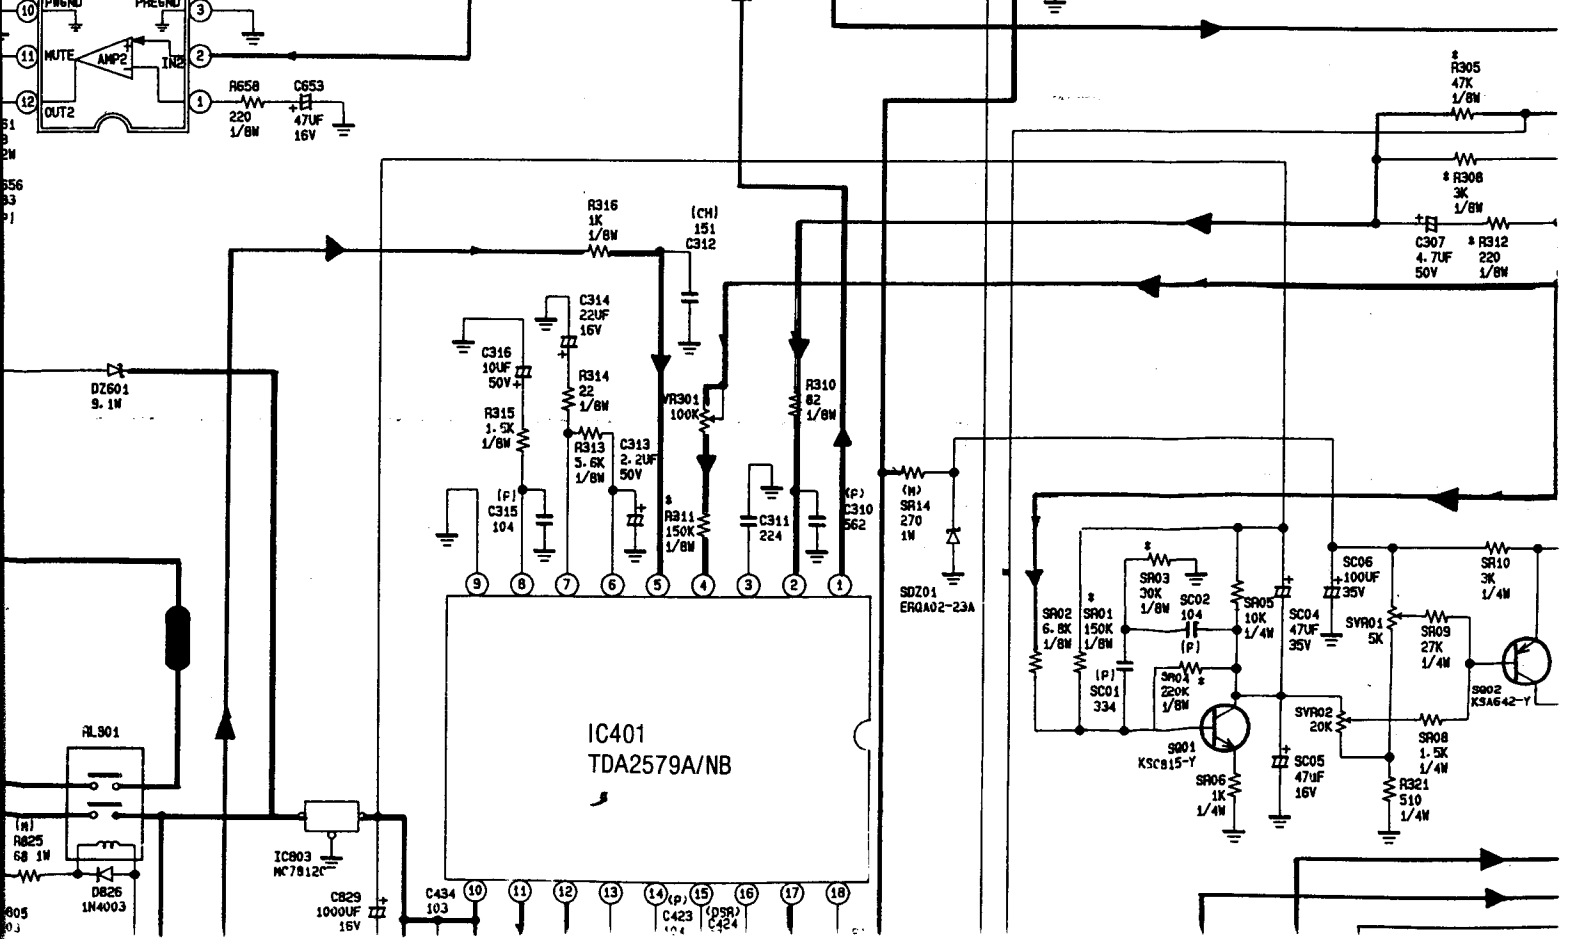 10
PWGND
PREGND
3
11
MUTE
AMP2
IN2
2
12
OUT2
1
R658
220
1/8W
C653
47UF
16V
R305
47K
1/8W
*
R308
3K
1/8W
*
C307
4.7UF
50V
R312
220
1/8W
*
R316
1K
1/8W
(CH)
151
C312
C314
22UF
16V
C316
10UF
50V
R314
22
1/8W
R315
1.5K
1/8W
R313
5.6K
1/8W
C313
2.2UF
50V
VR301
100K
R310
82
1/8W
DZ601
9.1W
(P)
C315
104
*
R311
150K
1/8W
C311
224
(P)
C310
562
(M)
SR14
270
1W
SDZ01
ERQA02-23A
9
8
7
6
5
4
3
2
1
IC401
TDA2579A/NB
SR02
6.8K
1/8W
*
SR01
150K
1/8W
*
SR03
30K
1/8W
SC02
104
(P)
SR05
10K
1/4W
SC04
47UF
35V
SC06
100UF
35V
SVR01
5K
SR09
27K
1/4W
SR10
3K
1/4W
SQ02
KSA642-Y
(P)
SC01
334
SR04
220K
1/8W
*
SVR02
20K
SR08
1.5K
1/4W
SQ01
KSC815-Y
SR06
1K
1/4W
SC05
47UF
16V
R321
510
1/4W
RL901
(M)
R825
68 1W
D826
1N4003
IC803
MC7812C
C829
1000UF
16V
C434
103
10
11
12
13
14
15
16
17
18
(P)
C423
104
(DSA)
C424